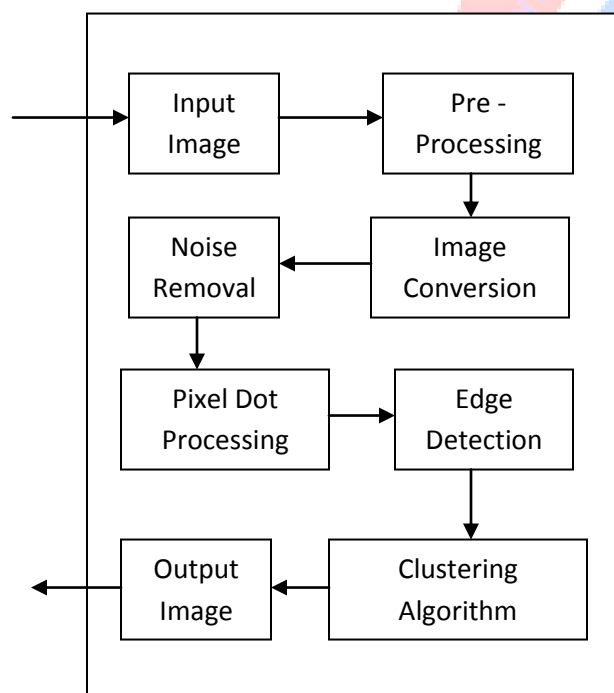 Input
Image
Pre -
Processing
Noise
Removal
Image
Conversion
Pixel Dot
Processing
Edge
Detection
Output
Image
Clustering
Algorithm